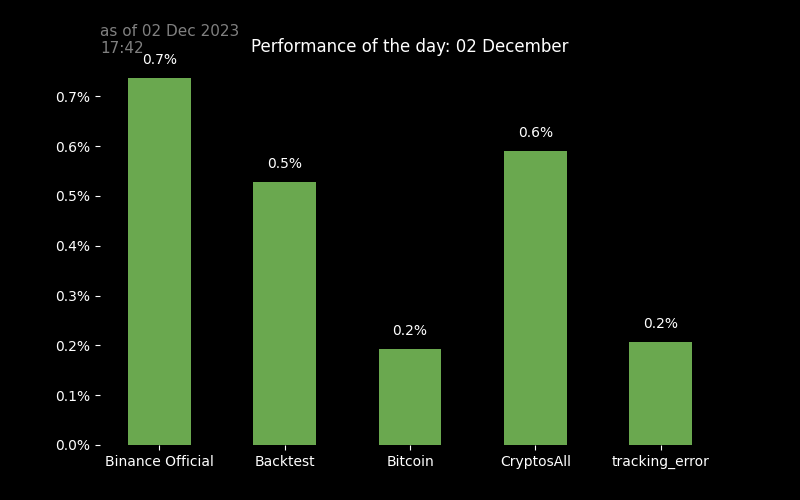 as of 02 Dec 2023
17:42
Performance of the day: 02 December
0.7%
0.5%
0.2%
0.6%
0.2%
0.7%
0.6%
0.5%
0.4%
0.3%
0.2%
0.1%
0.0%
Binance Official
Backtest
Bitcoin
CryptosAll
tracking_error